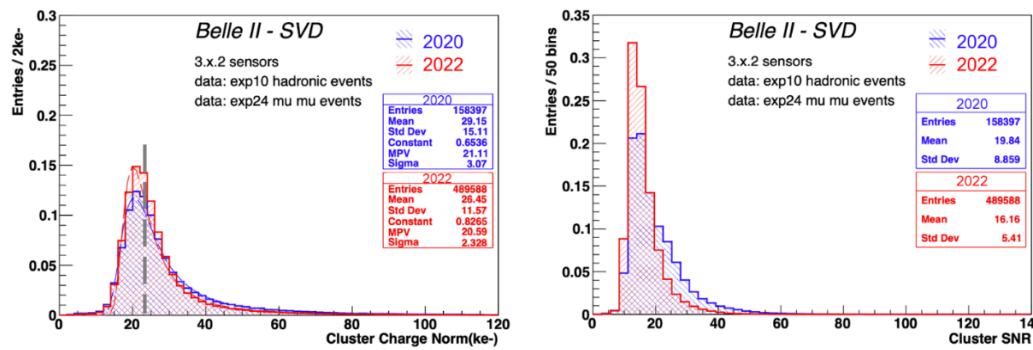 Entries / 2ke-
0.3
0.25
0.2
0.15
0.1
0.05
0
0 20 40 60 80 100 120
Cluster Charge Norm(ke-)
Belle II - SVD
3.x.2 sensors
data: exp10 hadronic events
data: exp24 mu mu events
2020
2022
2020
Entries 158397
Mean 29.15
Std Dev 15.11
Constant 0.6536
MPV 21.11
Sigma 3.07
2022
Entries 489588
Mean 26.45
Std Dev 11.57
Constant 0.8265
MPV 20.59
Sigma 2.328
Entries / 50 bins
0.35
0.3
0.25
0.2
0.15
0.1
0.05
0
0 20 40 60 80 100 120 140
Cluster SNR
Belle II - SVD
3.x.2 sensors
data: exp10 hadronic events
data: exp24 mu mu events
2020
2022
2020
Entries 158397
Mean 19.84
Std Dev 8.859
2022
Entries 489588
Mean 16.16
Std Dev 5.41